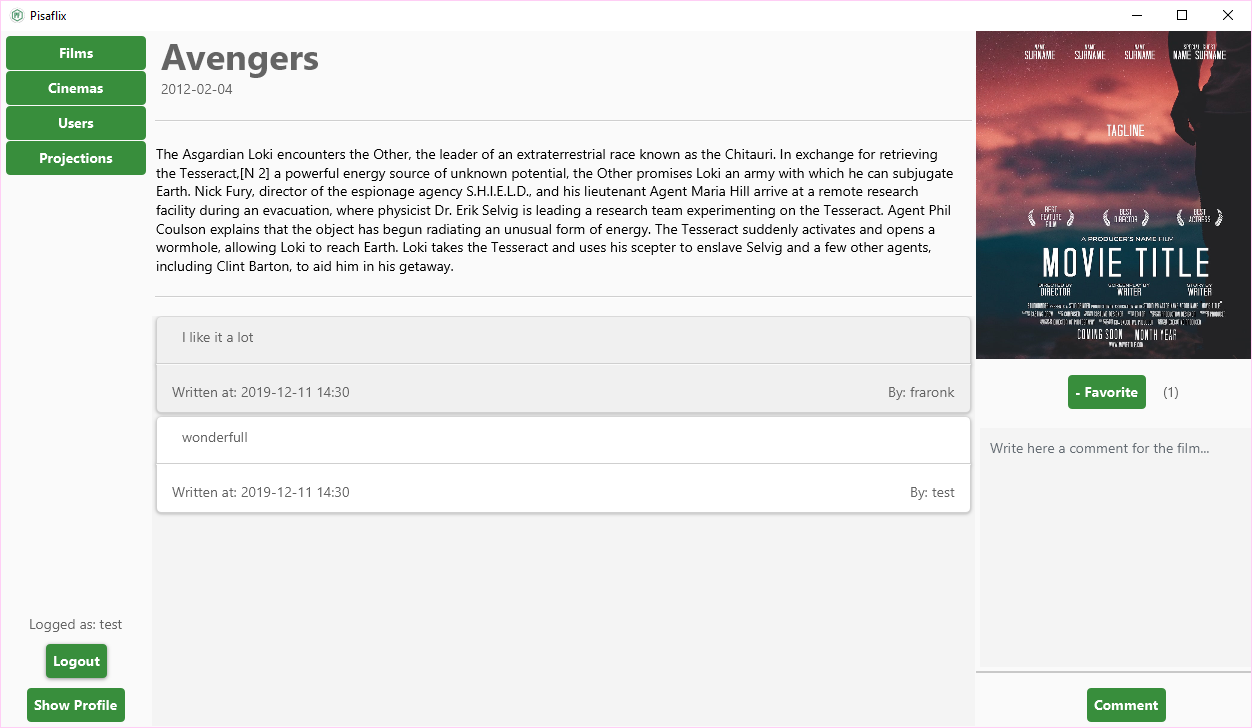 Pisaflix
Films
Cinemas
Users
Projections
Logged as: test
Logout
Show Profile
Avengers
2012-02-04
The Asgardian Loki encounters the Other, the leader of an extraterrestrial race known as the Chitauri. In exchange for retrieving
the Tesseract,[N 2] a powerful energy source of unknown potential, the Other promises Loki an army with which he can subjugate
Earth. Nick Fury, director of the espionage agency S.H.I.E.L.D., and his lieutenant Agent Maria Hill arrive at a remote research
facility during an evacuation, where physicist Dr. Erik Selvig is leading a research team experimenting on the Tesseract. Agent Phil
Coulson explains that the object has begun radiating an unusual form of energy. The Tesseract suddenly activates and opens a
wormhole, allowing Loki to reach Earth. Loki takes the Tesseract and uses his scepter to enslave Selvig and a few other agents,
including Clint Barton, to aid him in his getaway.
I like it a lot
Written at: 2019-12-11 14:30 By: fraronk
wonderfull
Written at: 2019-12-11 14:30 By: test
NAME NAME NAME SPECIAL GUEST
SURNAME SURNAME SURNAME NAME SURNAME
TAGLINE
BEST FEATURE FILM
BEST DIRECTOR
BEST ACTRESS
A PRODUCER'S NAME FILM
MOVIE TITLE
DIRECTED BY SCREENPLAY BY STORY BY
DIRECTOR WRITER WRITER
COMING SOON MONTH YEAR
- Favorite (1)
Write here a comment for the film...
Comment